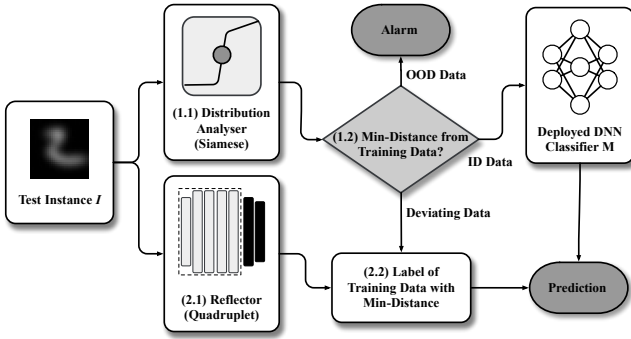 Alarm
OOD Data
(1.1) Distribution
Analyser
(Siamese)
(1.2) Min-Distance from
Training Data?
ID Data
Deployed DNN
Classifier M
Test Instance I
Deviating Data
(2.1) Reflector
(Quadruplet)
(2.2) Label of
Training Data with
Min-Distance
Prediction